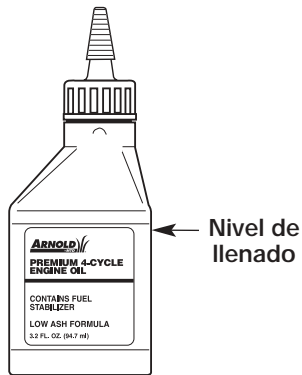 ARNOLD
PREMIUM 4-CYCLE
ENGINE OIL
CONTAINS FUEL
STABILIZER
LOW ASH FORMULA
3.2 FL. OZ. (94.7 ml)
Nivel de
llenado